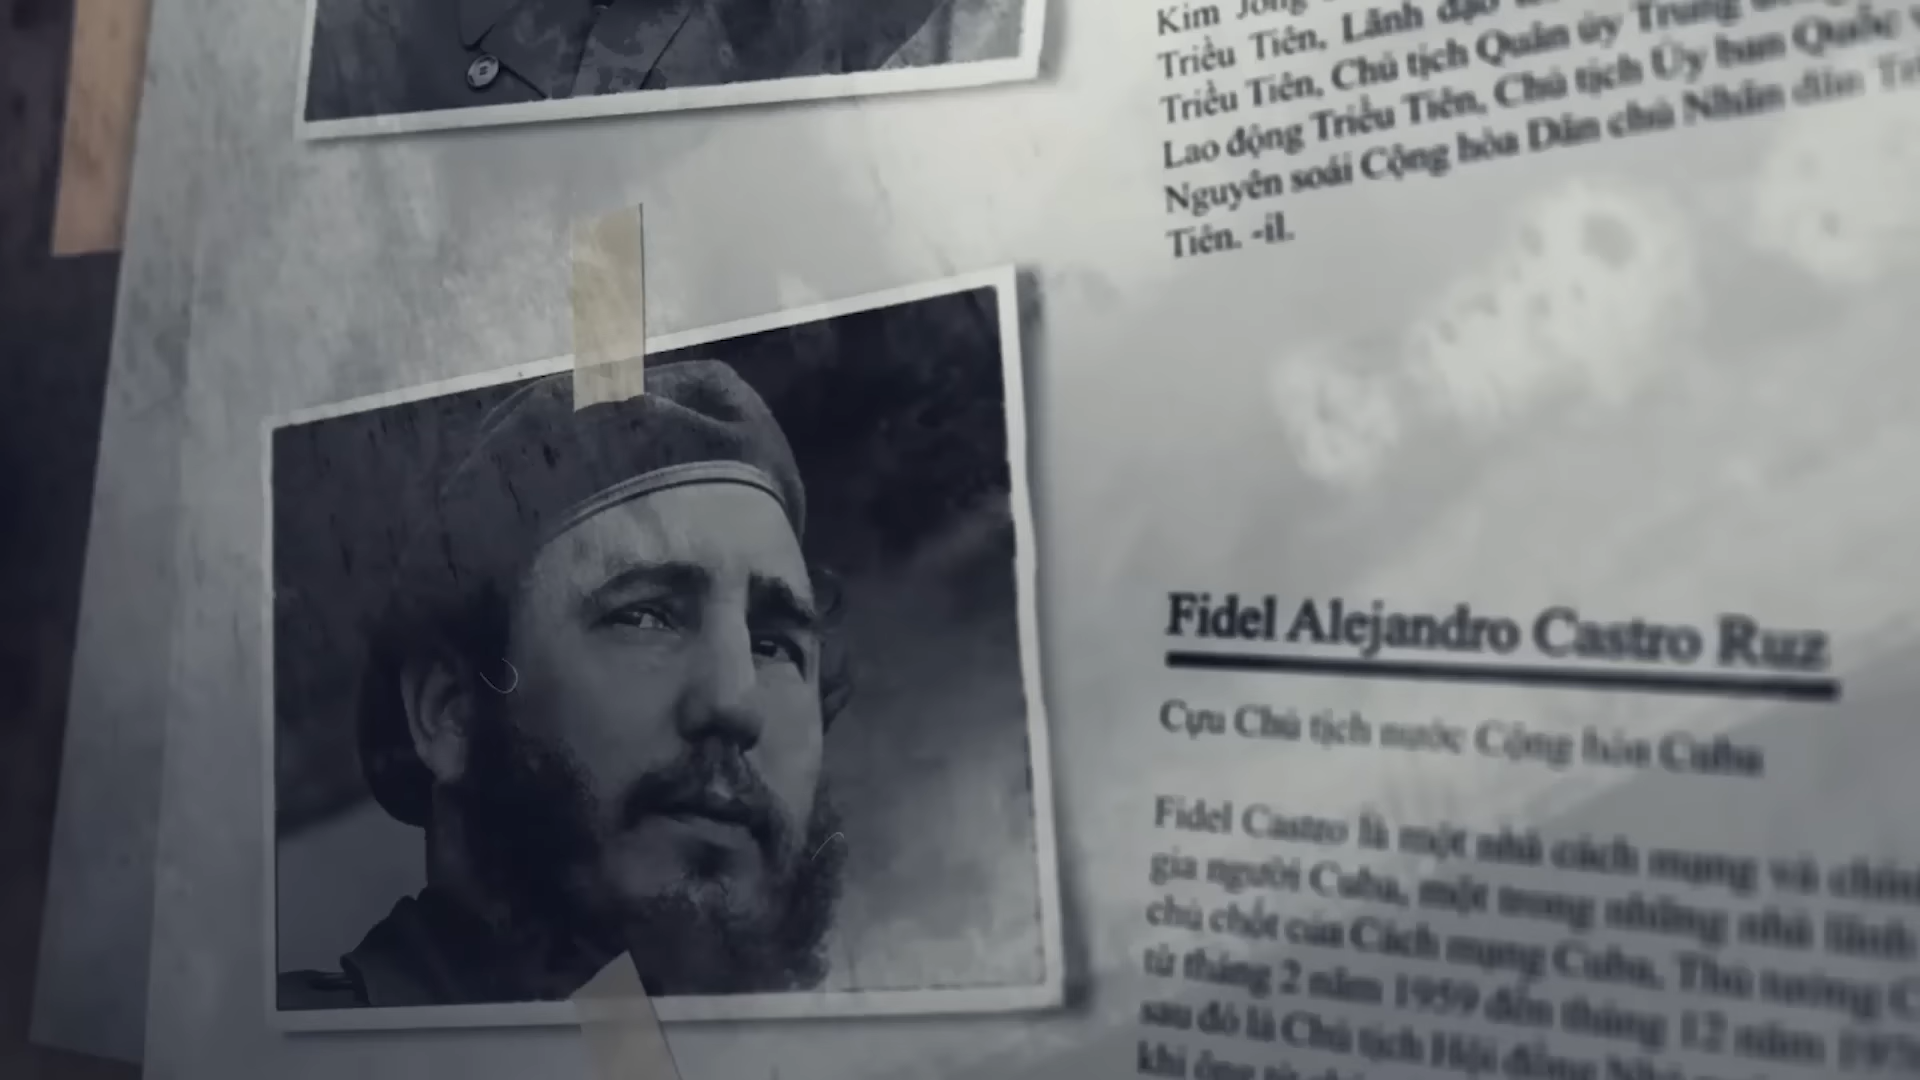 Kim Jong
Triều Tiên, Lãnh đạo
Triều Tiên, Chủ tịch Quân ủy Trung
Lao động Triều Tiên, Chủ tịch Ủy ban Quốc
Nguyên soái Cộng hòa Dân chủ Nhân dân
Tiên. -il.
Fidel Alejandro Castro Ruz
Cựu Chủ tịch nước Cộng hòa Cuba
Fidel Castro là một nhà cách mạng và chính
gia người Cuba, một trong những nhà lãnh
chủ chốt của Cách mạng Cuba, Thủ tướng
từ tháng 2 năm 1959 đến tháng 12 năm
sau đó là Chủ tịch Hội đồng
khi ông từ